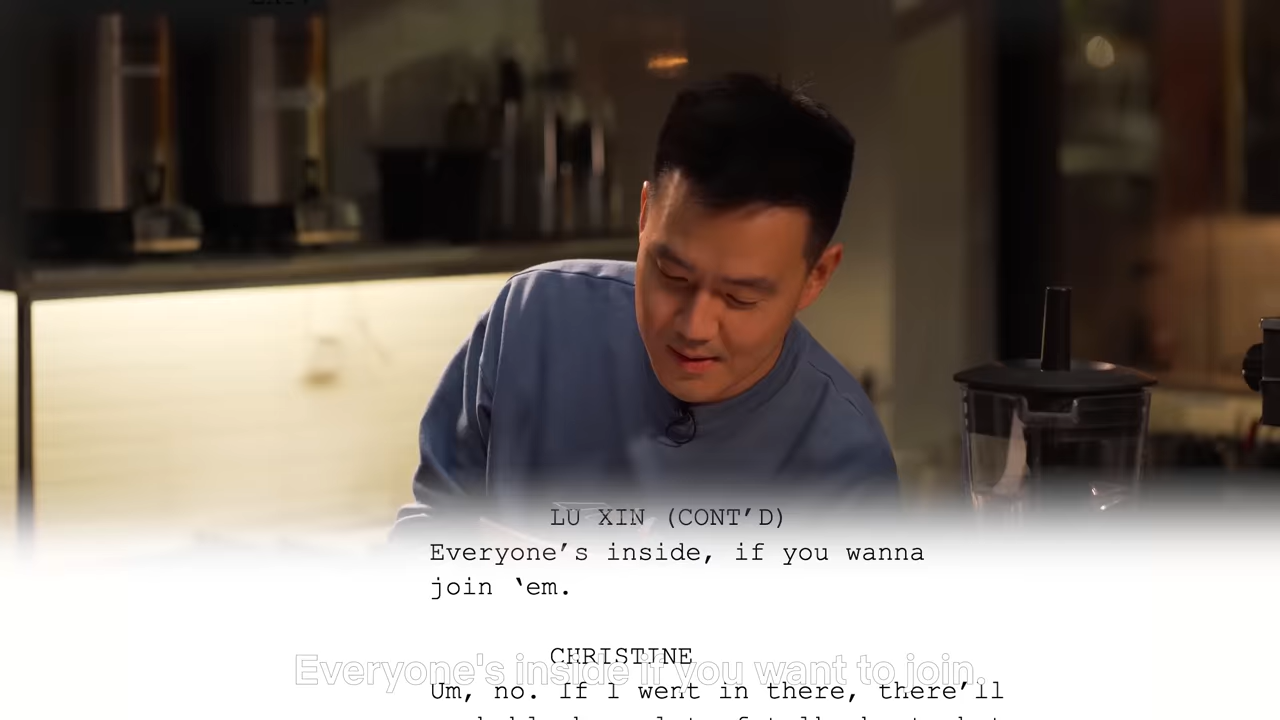 LU XIN (CONT'D)
Everyone's inside, if you wanna
join 'em.
CHRISTINE
Everyone's inside if you want to join.
Um, no. If I went in there, there'll